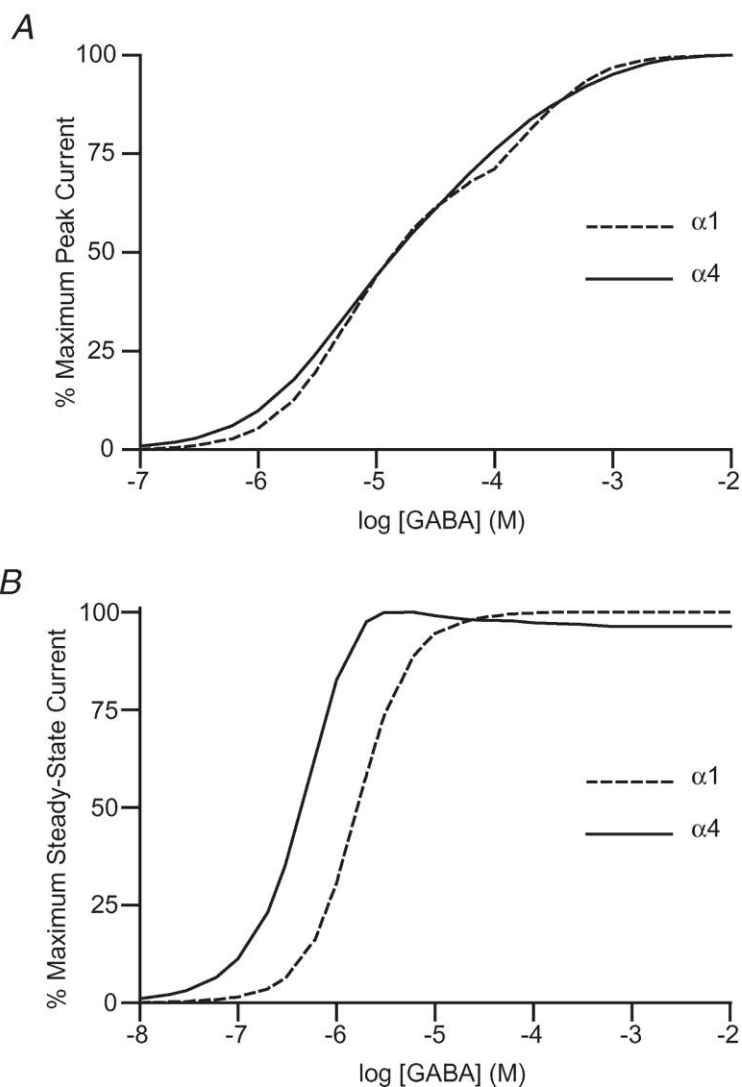 A
% Maximum Peak Current
100
75
50
25
0
α1
α4
-7
-6
-5
-4
-3
-2
log [GABA] (M)
B
% Maximum Steady-State Current
100
75
50
25
0
α1
α4
-8
-7
-6
-5
-4
-3
-2
log [GABA] (M)